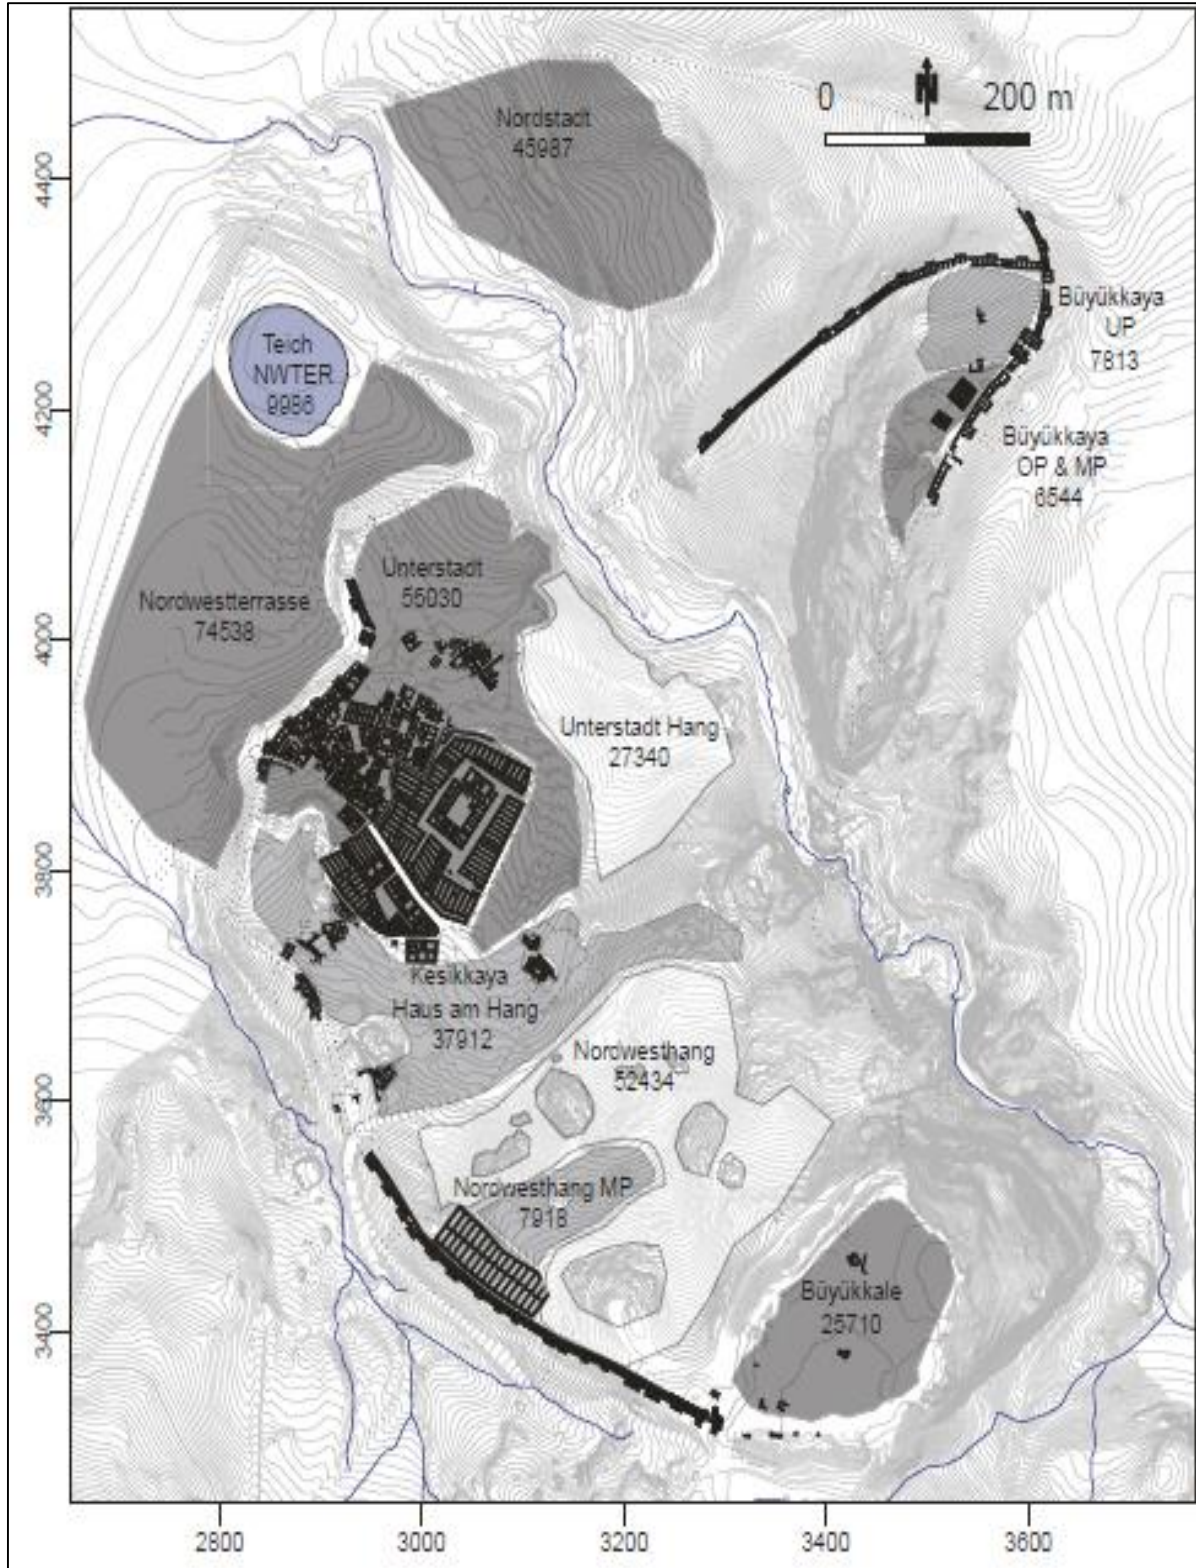 0
N
200 m
Nordstadt
45987
4400
Teich
NWTER
9986
Büyükkaya
UP
7813
4200
Büyükkaya
OP & MP
6544
Unterstadt
55030
Nordwestterrasse
74538
4000
Unterstadt Hang
27340
3800
Kesikkaya
Haus am Hang
37912
Nordwesthang
52434
3600
Nordwesthang MP
7918
Büyükkale
25710
3400
2800
3000
3200
3400
3600